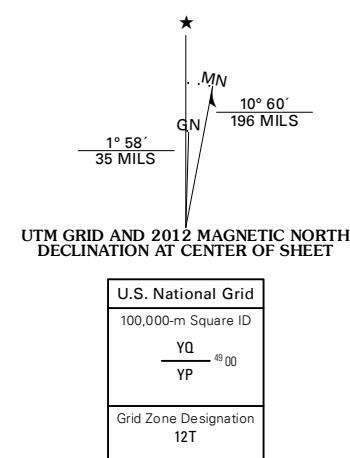 ★
MN
GN
10° 60´
196 MILS
1° 58´
35 MILS
UTM GRID AND 2012 MAGNETIC NORTH
DECLINATION AT CENTER OF SHEET
U.S. National Grid
100,000-m Square ID
YQ
49 00
YP
Grid Zone Designation
12T